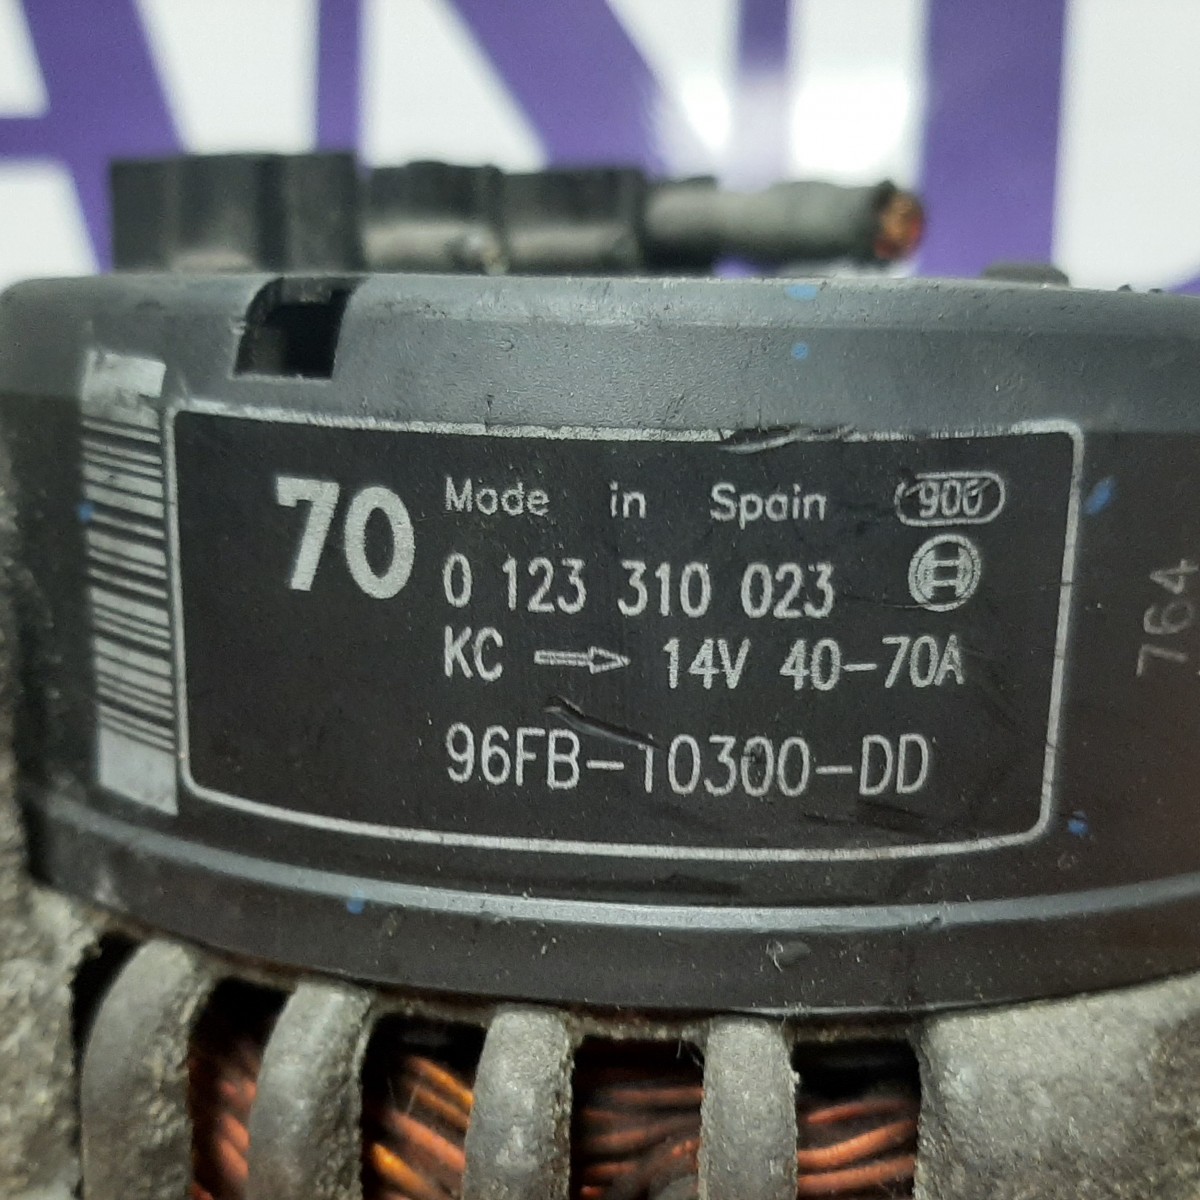 70
Made in Spain 900
0 123 310 023
KC → 14V 40-70A
96FB-10300-DD
764